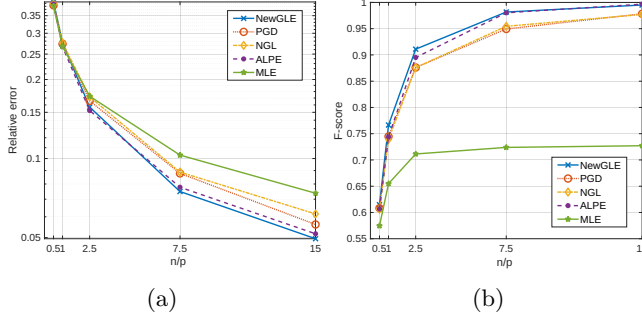 0.35
0.3
0.25
0.2
0.15
0.1
0.05
Relative error
NewGLE
PGD
NGL
ALPE
MLE
0.51
2.5
7.5
15
n/p
(a)
1
0.95
0.9
0.85
0.8
0.75
0.7
0.65
0.6
0.55
F-score
NewGLE
PGD
NGL
ALPE
MLE
0.51
2.5
7.5
1
n/p
(b)